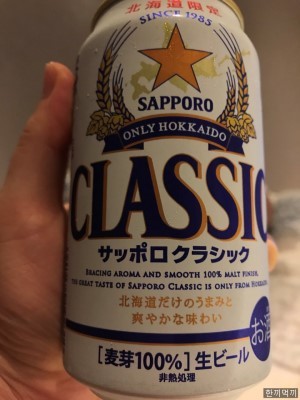 北海道限定
SINCE 1985
SAPPORO
ONLY HOKKAIDO
CLASSIC
サッポロ クラシック
BRACING AROMA AND SMOOTH 100% MALT FINISH,
THE GREAT TASTE OF SAPPORO CLASSIC IS ONLY FROM HOKKAIDO.
北海道だけのうまみと
爽やかな味わい
お酒
[麦芽100%]生ビール
非熱処理
한끼먹끼